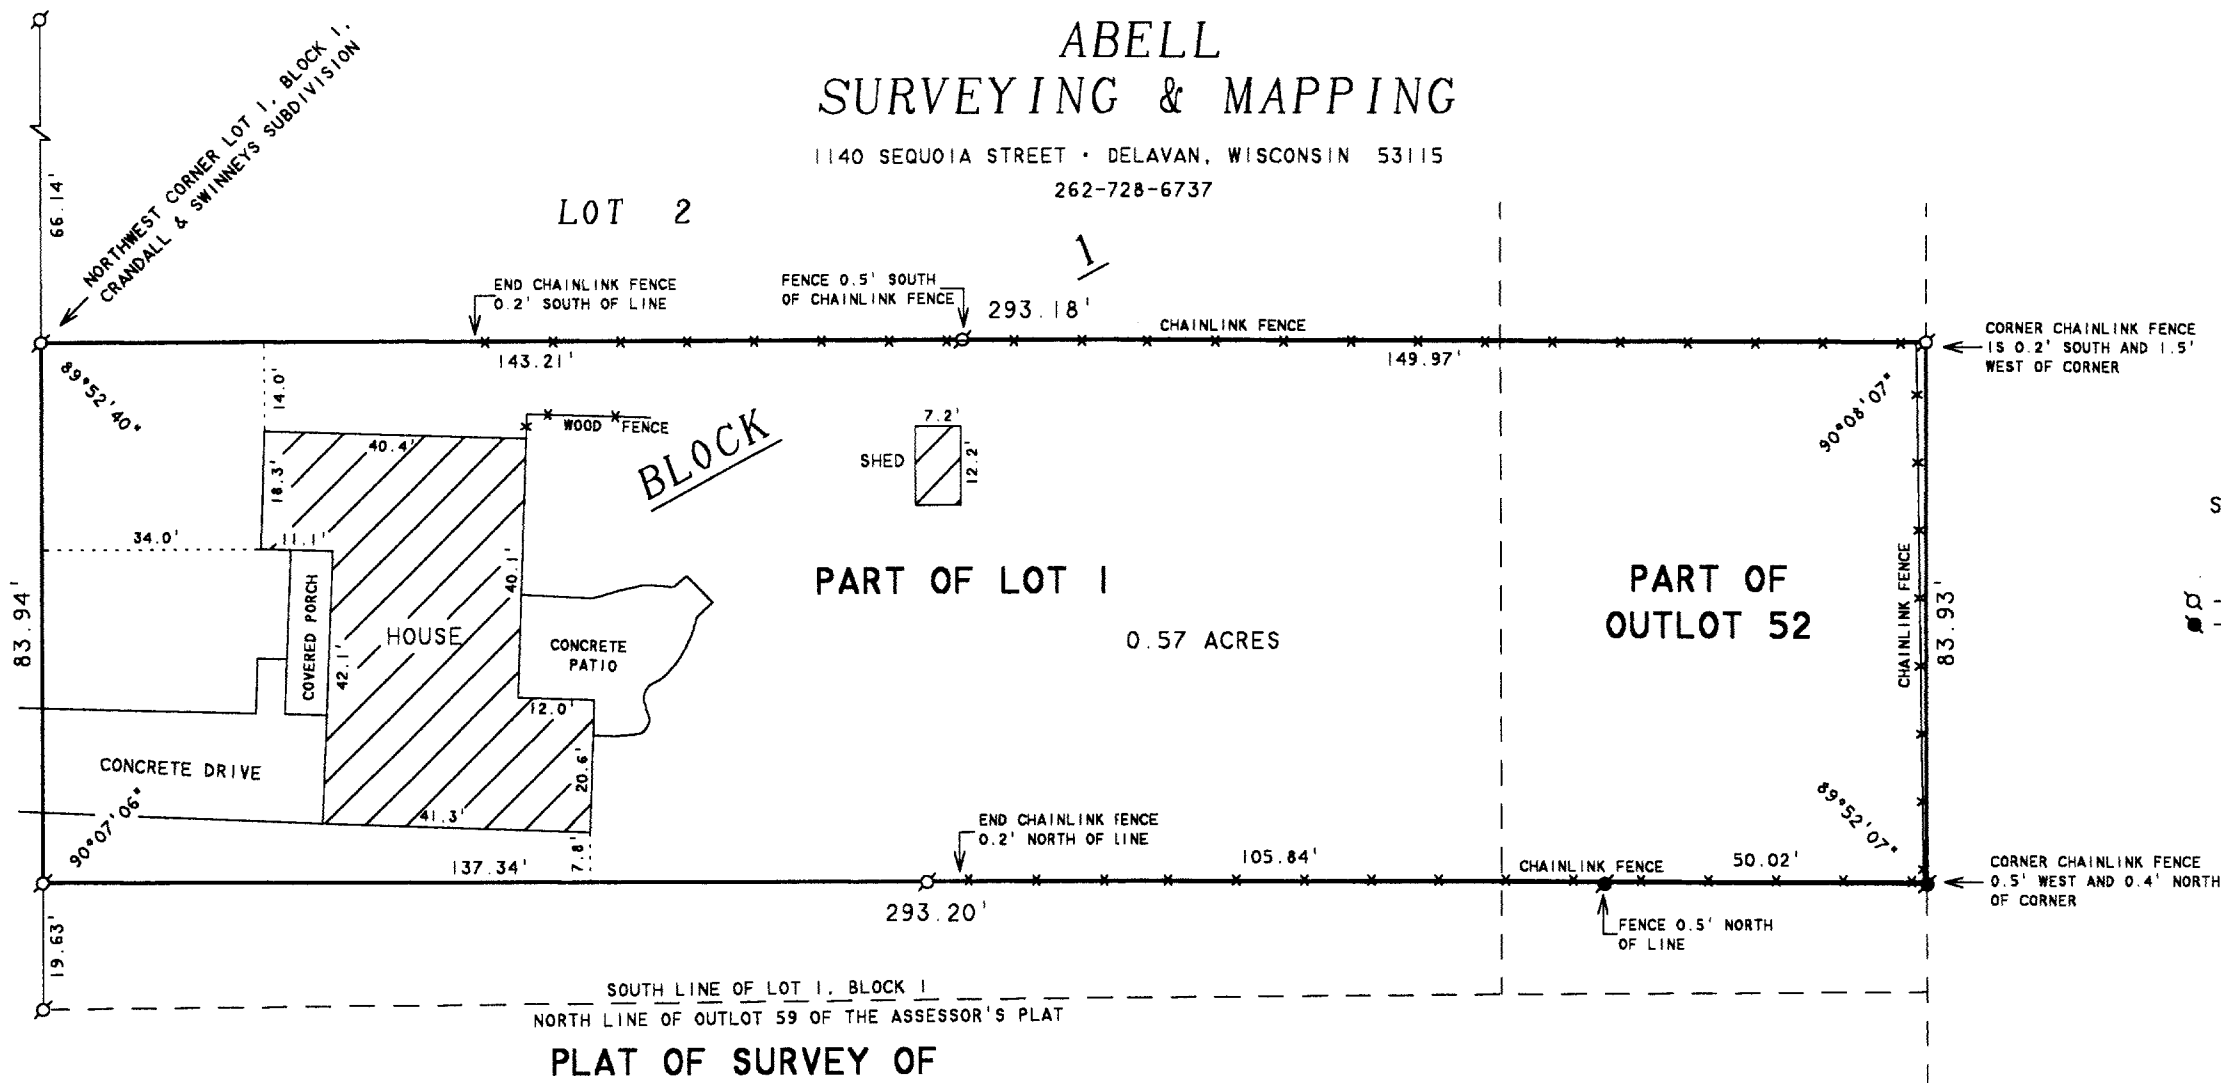 ABELL
SURVEYING & MAPPING
1140 SEQUOIA STREET · DELAVAN, WISCONSIN 53115
262-728-6737
NORTHWEST CORNER LOT 1, BLOCK 1,
CRANDALL & SWINNEYS SUBDIVISION
66.14'
LOT 2
1
END CHAINLINK FENCE
0.2' SOUTH OF LINE
FENCE 0.5' SOUTH
OF CHAINLINK FENCE
293.18'
CHAINLINK FENCE
CORNER CHAINLINK FENCE
IS 0.2' SOUTH AND 1.5'
WEST OF CORNER
143.21'
149.97'
89°52'40"
14.0'
90°08'07"
WOOD FENCE
BLOCK
7.2'
SHED
12.2'
40.4'
18.3'
34.0'
11.1'
40.1'
COVERED PORCH
HOUSE
42.1'
CONCRETE
PATIO
PART OF LOT 1
0.57 ACRES
PART OF
OUTLOT 52
CHAINLINK FENCE
83.93'
83.94'
S
12.0'
20.6'
CONCRETE DRIVE
41.3'
90°07'06"
7.8'
137.34'
END CHAINLINK FENCE
0.2' NORTH OF LINE
105.84'
CHAINLINK FENCE
50.02'
89°52'07"
CORNER CHAINLINK FENCE
0.5' WEST AND 0.4' NORTH
OF CORNER
293.20'
FENCE 0.5' NORTH
OF LINE
19.63'
SOUTH LINE OF LOT 1, BLOCK 1
NORTH LINE OF OUTLOT 59 OF THE ASSESSOR'S PLAT
PLAT OF SURVEY OF